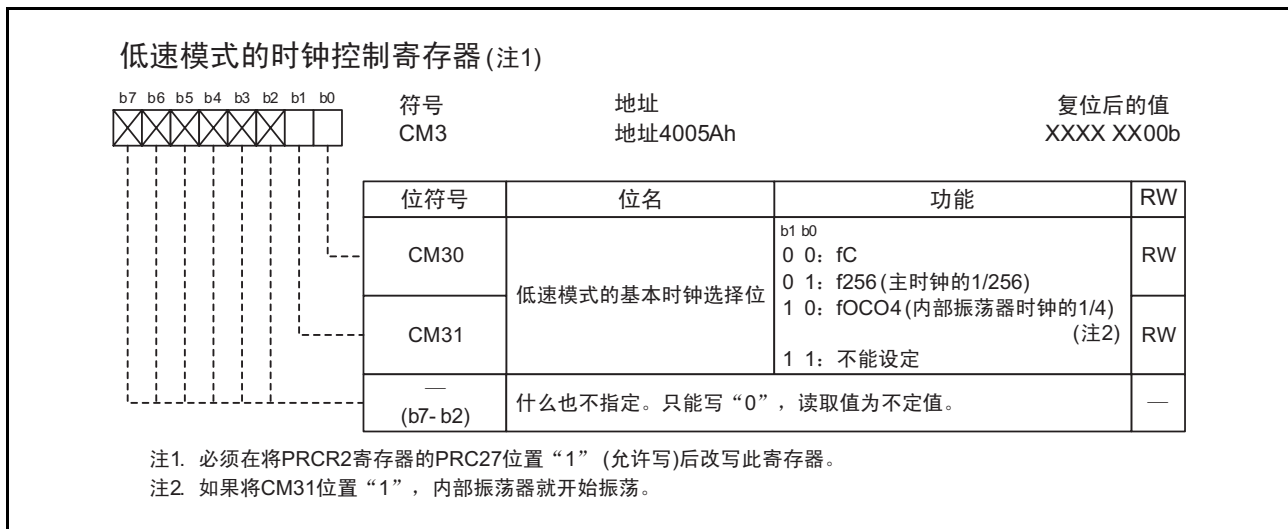 低速模式的时钟控制寄存器(注1)
b7 b6 b5 b4 b3 b2 b1 b0
符号 地址 复位后的值
CM3 地址4005Ah XXXX XX00b
位符号 位名 功能 RW
CM30 低速模式的基本时钟选择位 b1 b0 RW
0 0：fC
0 1：f256(主时钟的1/256)
1 0：fOCO4(内部振荡器时钟的1/4)
CM31 (注2) RW
1 1：不能设定
—
(b7-b2) 什么也不指定。只能写“0”，读取值为不定值。 —
注1. 必须在将PRCR2寄存器的PRC27位置“1” (允许写)后改写此寄存器。
注2. 如果将CM31位置“1”，内部振荡器就开始振荡。